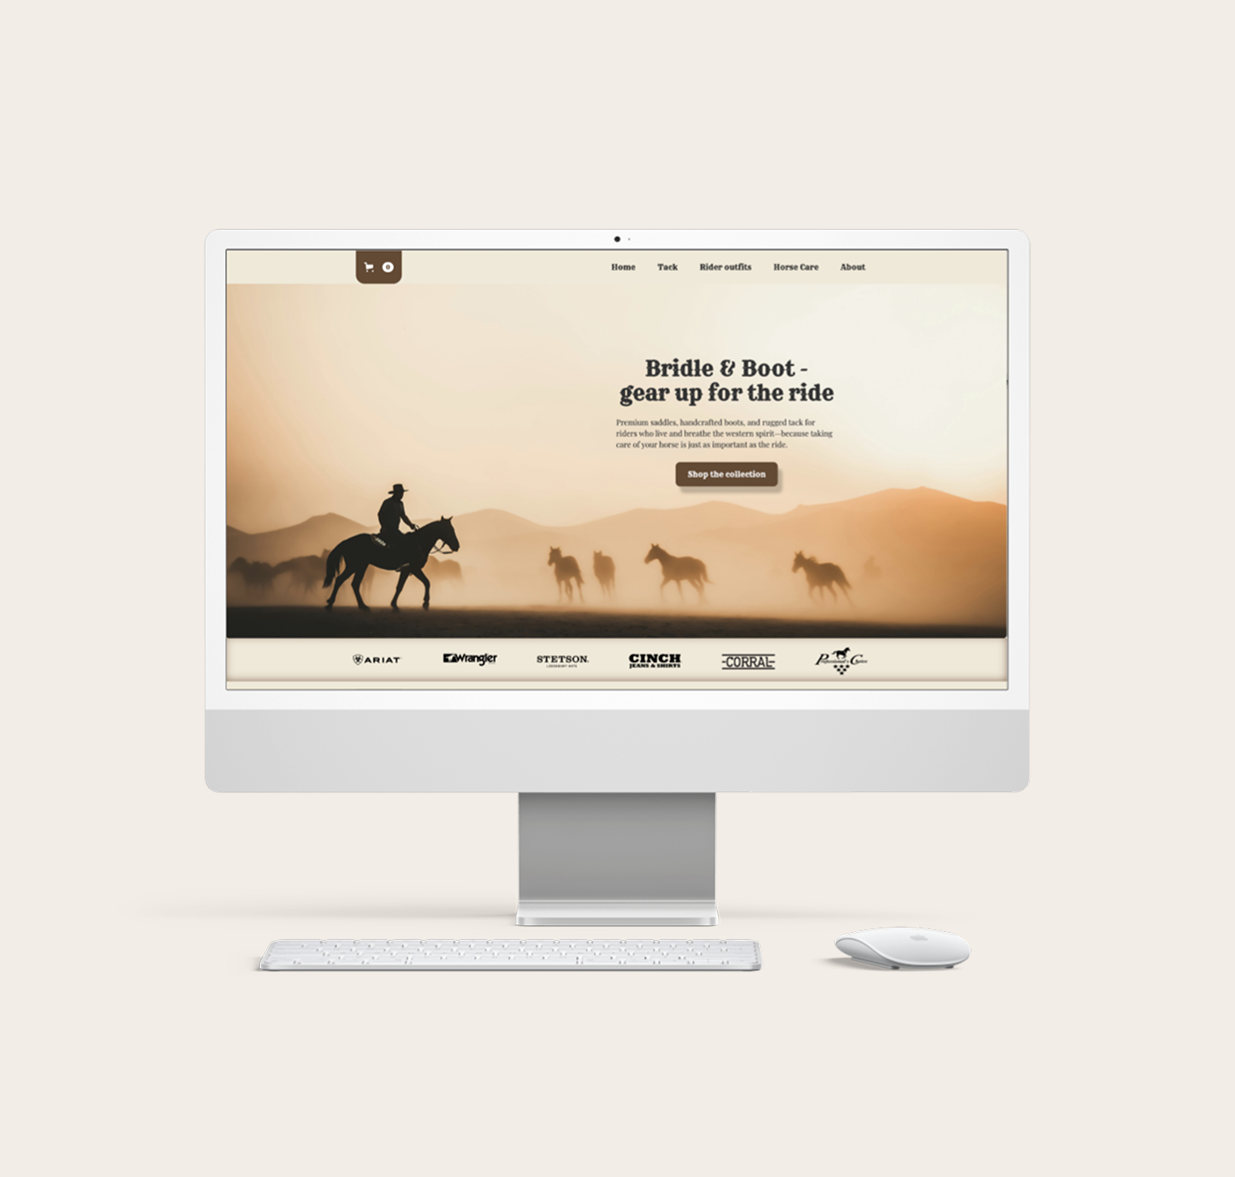 0
Home Tack Rider outfits Horse Care About
Bridle & Boot -
gear up for the ride
Premium saddles, handcrafted boots, and rugged tack for
riders who live and breathe the western spirit—because taking
care of your horse is just as important as the ride.
Shop the collection
ARIAT Wrangler STETSON CINCH CORRAL Professional's Choice
JEANS & SHIRTS